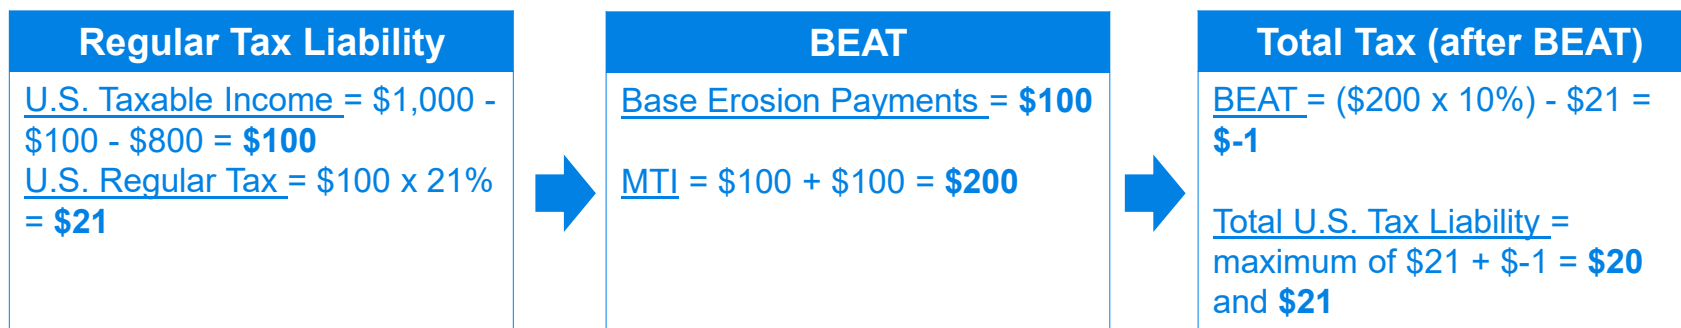 Regular Tax Liability
U.S. Taxable Income = $1,000 -
$100 - $800 = $100
U.S. Regular Tax = $100 x 21%
= $21
BEAT
Base Erosion Payments = $100
MTI = $100 + $100 = $200
Total Tax (after BEAT)
BEAT = ($200 x 10%) - $21 =
$-1
Total U.S. Tax Liability =
maximum of $21 + $-1 = $20
and $21